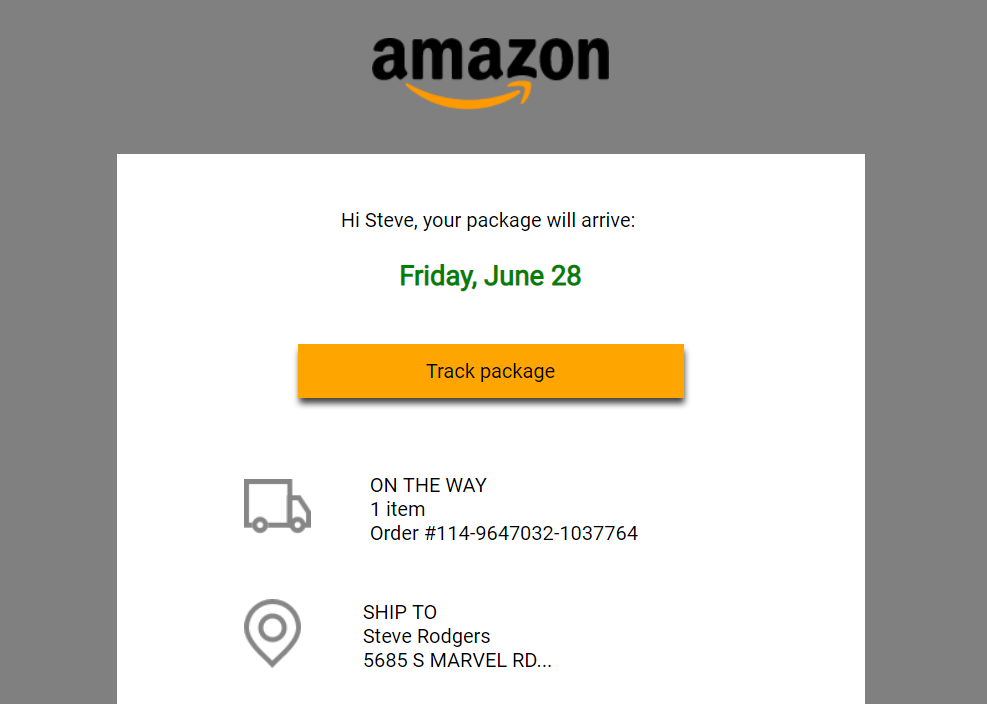 amazon
Hi Steve, your package will arrive:
Friday, June 28
Track package
ON THE WAY
1 item
Order #114-9647032-1037764
SHIP TO
Steve Rodgers
5685 S MARVEL RD...